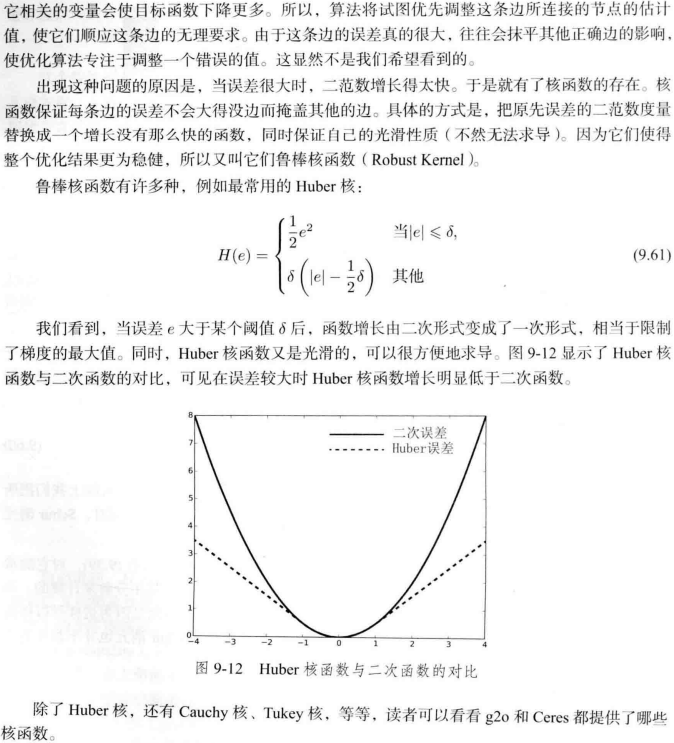 它相关的变量会使目标函数下降更多。所以，算法将试图优先调整这条边所连接的节点的估计
值，使它们顺应这条边的无理要求。由于这条边的误差真的很大，往往会抹平其他正确边的影响，
使优化算法专注于调整一个错误的值。这显然不是我们希望看到的。
出现这种问题的原因是，当误差很大时，二范数增长得太快。于是就有了核函数的存在。核
函数保证每条边的误差不会大得没边而掩盖其他的边。具体的方式是，把原先误差的二范数度量
替换成一个增长没有那么快的函数，同时保证自己的光滑性质（不然无法求导）。因为它们使得
整个优化结果更为稳健，所以又叫它们鲁棒核函数（Robust Kernel）。
鲁棒核函数有许多种，例如最常用的 Huber 核：
H(e) = { 1/2 e² 当|e| ⩽ δ,
δ(|e| − 1/2 δ) 其他 (9.61)
我们看到，当误差 e 大于某个阈值 δ 后，函数增长由二次形式变成了一次形式，相当于限制
了梯度的最大值。同时，Huber 核函数又是光滑的，可以很方便地求导。图 9-12 显示了 Huber 核
函数与二次函数的对比，可见在误差较大时 Huber 核函数增长明显低于二次函数。
8
二次误差
7
Huber误差
6
5
4
3
2
1
0
−4 −3 −2 −1 0 1 2 3 4
图 9-12 Huber 核函数与二次函数的对比
除了 Huber 核，还有 Cauchy 核、Tukey 核，等等，读者可以看看 g2o 和 Ceres 都提供了哪些
核函数。